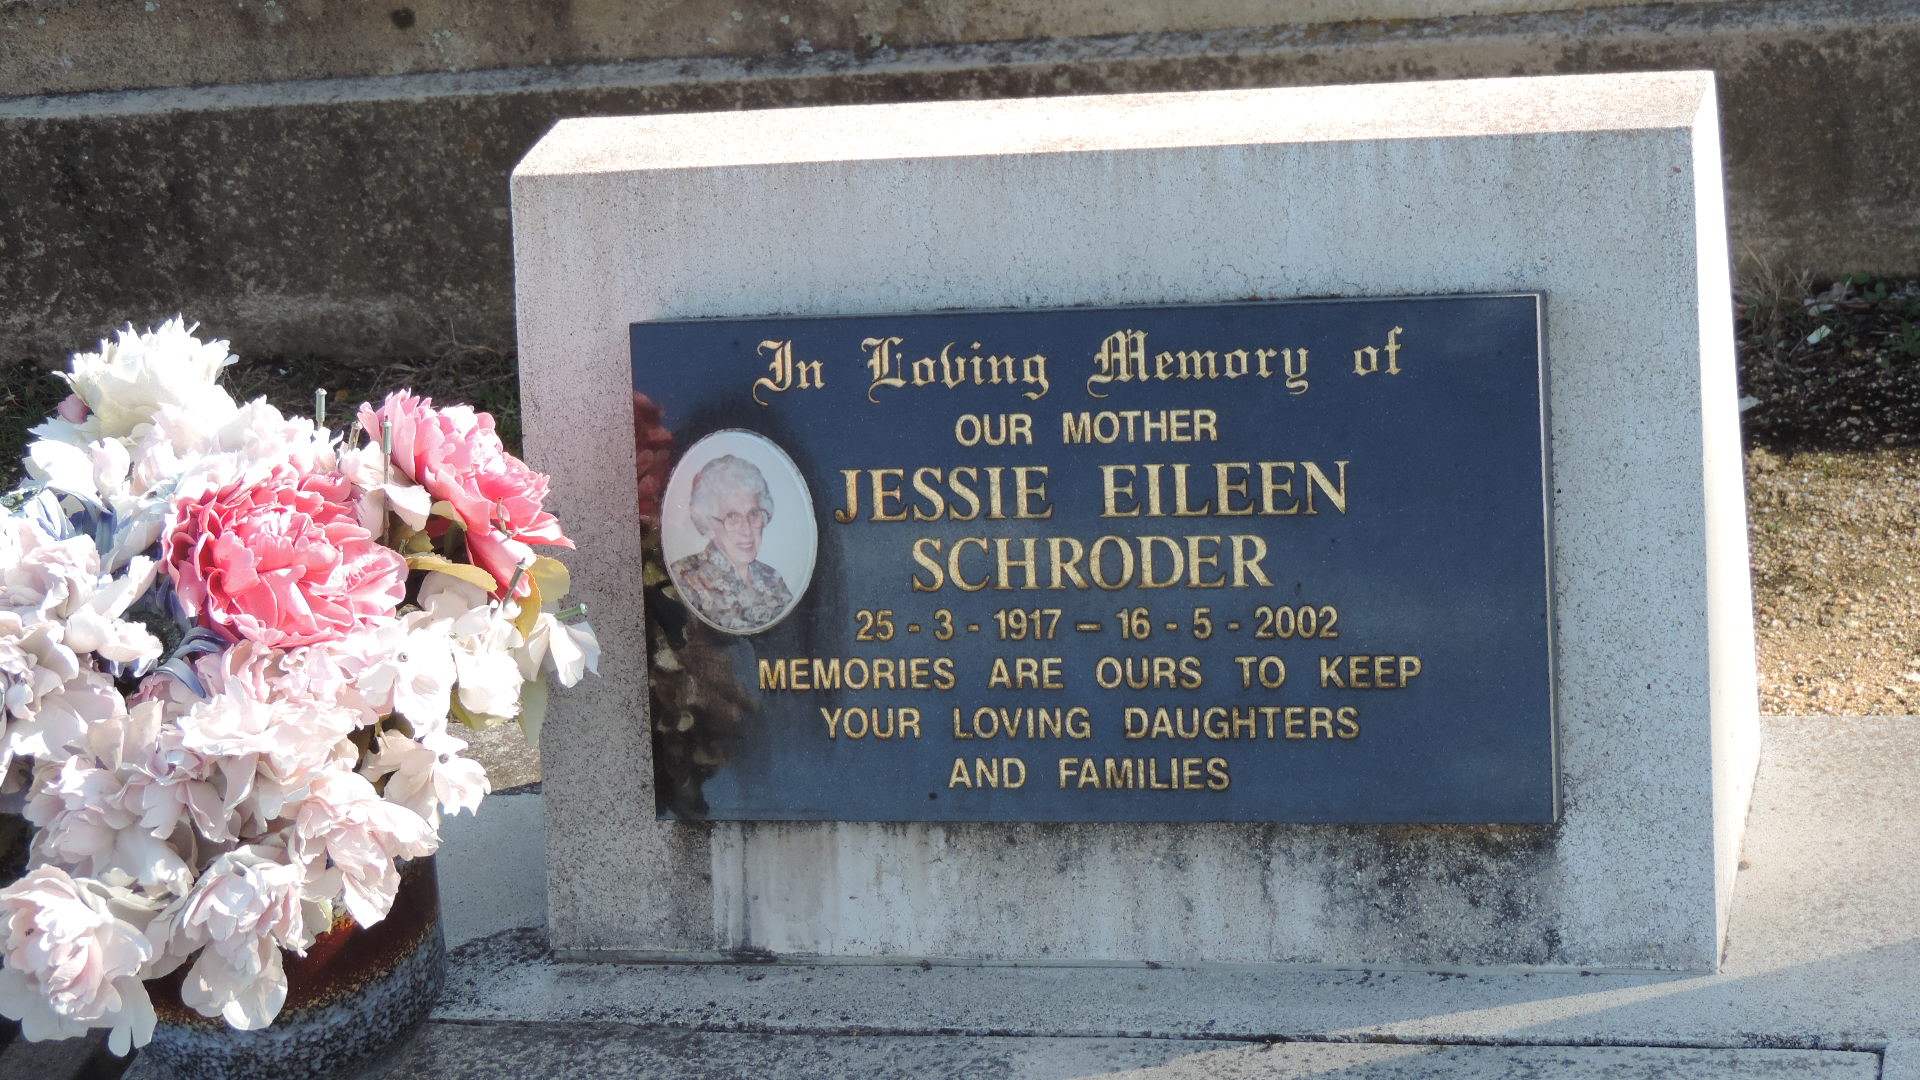 In Loving Memory of
OUR MOTHER
JESSIE EILEEN
SCHRODER
25 - 3 - 1917 – 16 - 5 - 2002
MEMORIES ARE OURS TO KEEP
YOUR LOVING DAUGHTERS
AND FAMILIES